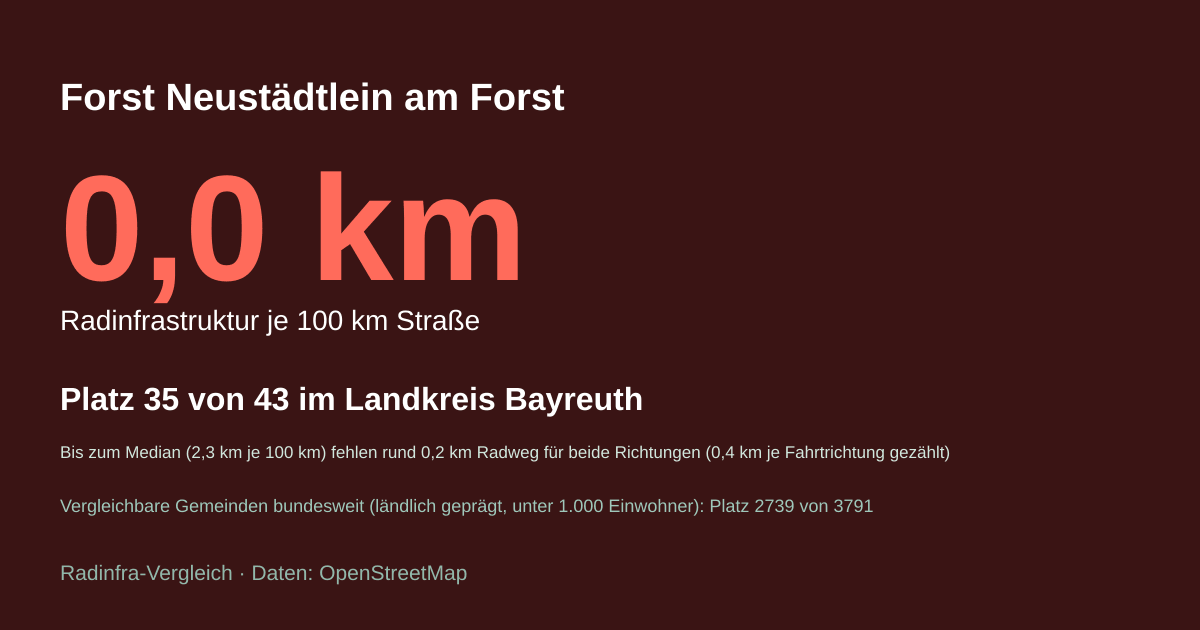 Forst Neustädtlein am Forst
0,0 km
Radinfrastruktur je 100 km Straße
Platz 35 von 43 im Landkreis Bayreuth
Bis zum Median (2,3 km je 100 km) fehlen rund 0,2 km Radweg für beide Richtungen (0,4 km je Fahrtrichtung gezählt)
Vergleichbare Gemeinden bundesweit (ländlich geprägt, unter 1.000 Einwohner): Platz 2739 von 3791
Radinfra-Vergleich · Daten: OpenStreetMap